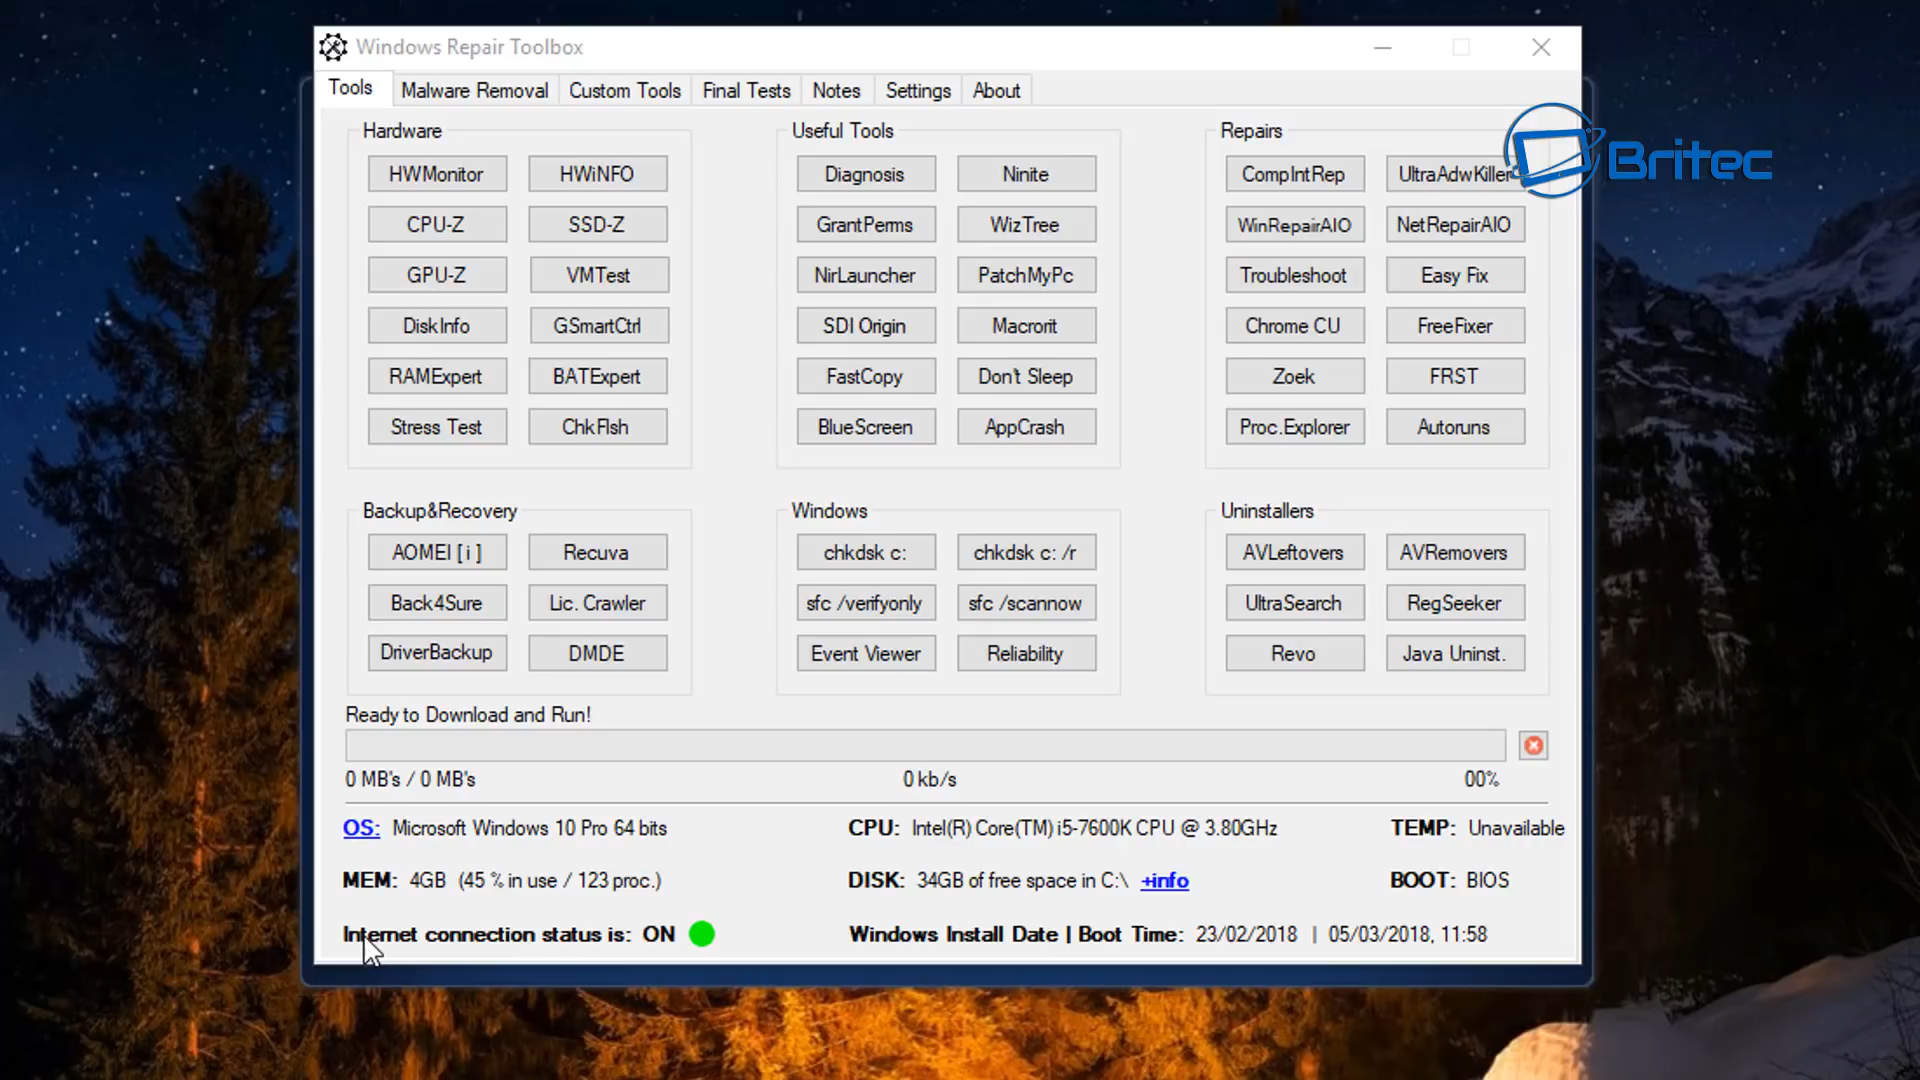 Windows Repair Toolbox
Tools Malware Removal Custom Tools Final Tests Notes Settings About
Hardware
HWMonitor HWiNFO
CPU-Z SSD-Z
GPU-Z VMTest
DiskInfo GSmartCtrl
RAMExpert BATExpert
Stress Test ChkFlsh
Useful Tools
Diagnosis Ninite
GrantPerms WizTree
NirLauncher PatchMyPc
SDI Origin Macrorit
FastCopy Don't Sleep
BlueScreen AppCrash
Repairs
CompIntRep UltraAdwKiller
WinRepairAIO NetRepairAIO
Troubleshoot Easy Fix
Chrome CU FreeFixer
Zoek FRST
Proc.Explorer Autoruns
Britec
Backup&Recovery
AOMEI [ i ] Recuva
Back4Sure Lic. Crawler
DriverBackup DMDE
Windows
chkdsk c: chkdsk c: /r
sfc /verifyonly sfc /scannow
Event Viewer Reliability
Uninstallers
AVLeftovers AVRemovers
UltraSearch RegSeeker
Revo Java Uninst.
Ready to Download and Run!
0 MB's / 0 MB's 0 kb/s 00%
OS: Microsoft Windows 10 Pro 64 bits CPU: Intel(R) Core(TM) i5-7600K CPU @ 3.80GHz TEMP: Unavailable
MEM: 4GB (45 % in use / 123 proc.) DISK: 34GB of free space in C:\ +info BOOT: BIOS
Internet connection status is: ON Windows Install Date | Boot Time: 23/02/2018 | 05/03/2018, 11:58